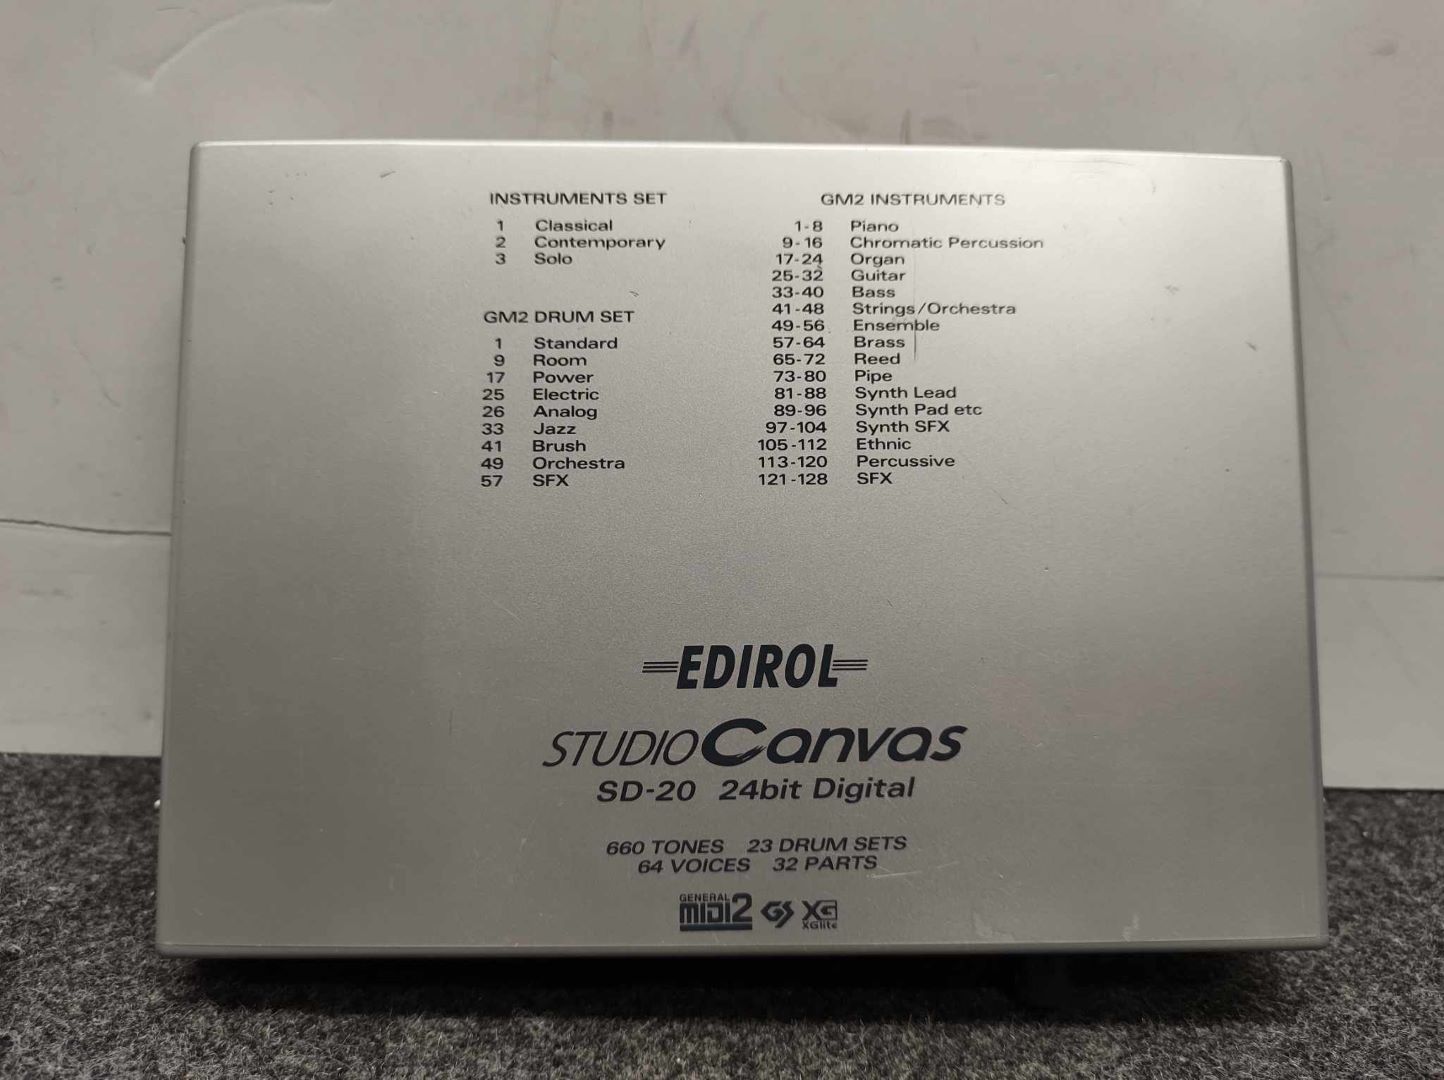 INSTRUMENTS SET
1 Classical
2 Contemporary
3 Solo
GM2 DRUM SET
1 Standard
9 Room
17 Power
25 Electric
26 Analog
33 Jazz
41 Brush
49 Orchestra
57 SFX
GM2 INSTRUMENTS
1-8 Piano
9-16 Chromatic Percussion
17-24 Organ
25-32 Guitar
33-40 Bass
41-48 Strings/Orchestra
49-56 Ensemble
57-64 Brass
65-72 Reed
73-80 Pipe
81-88 Synth Lead
89-96 Synth Pad etc
97-104 Synth SFX
105-112 Ethnic
113-120 Percussive
121-128 SFX
EDIROL
STUDIO Canvas
SD-20 24bit Digital
660 TONES 23 DRUM SETS
64 VOICES 32 PARTS
GENERAL
MIDI2 GS XG
XGlite